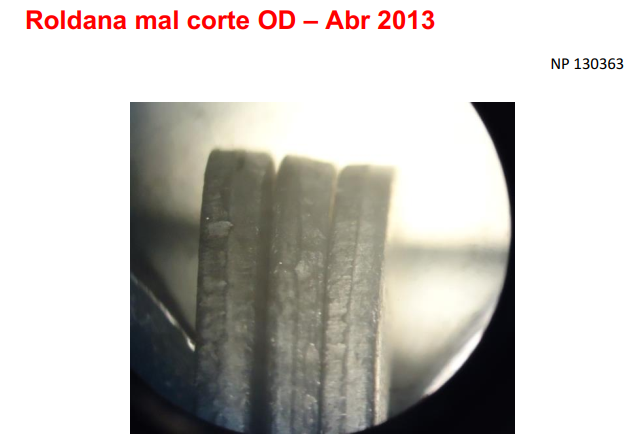 Roldana mal corte OD – Abr 2013
NP 130363